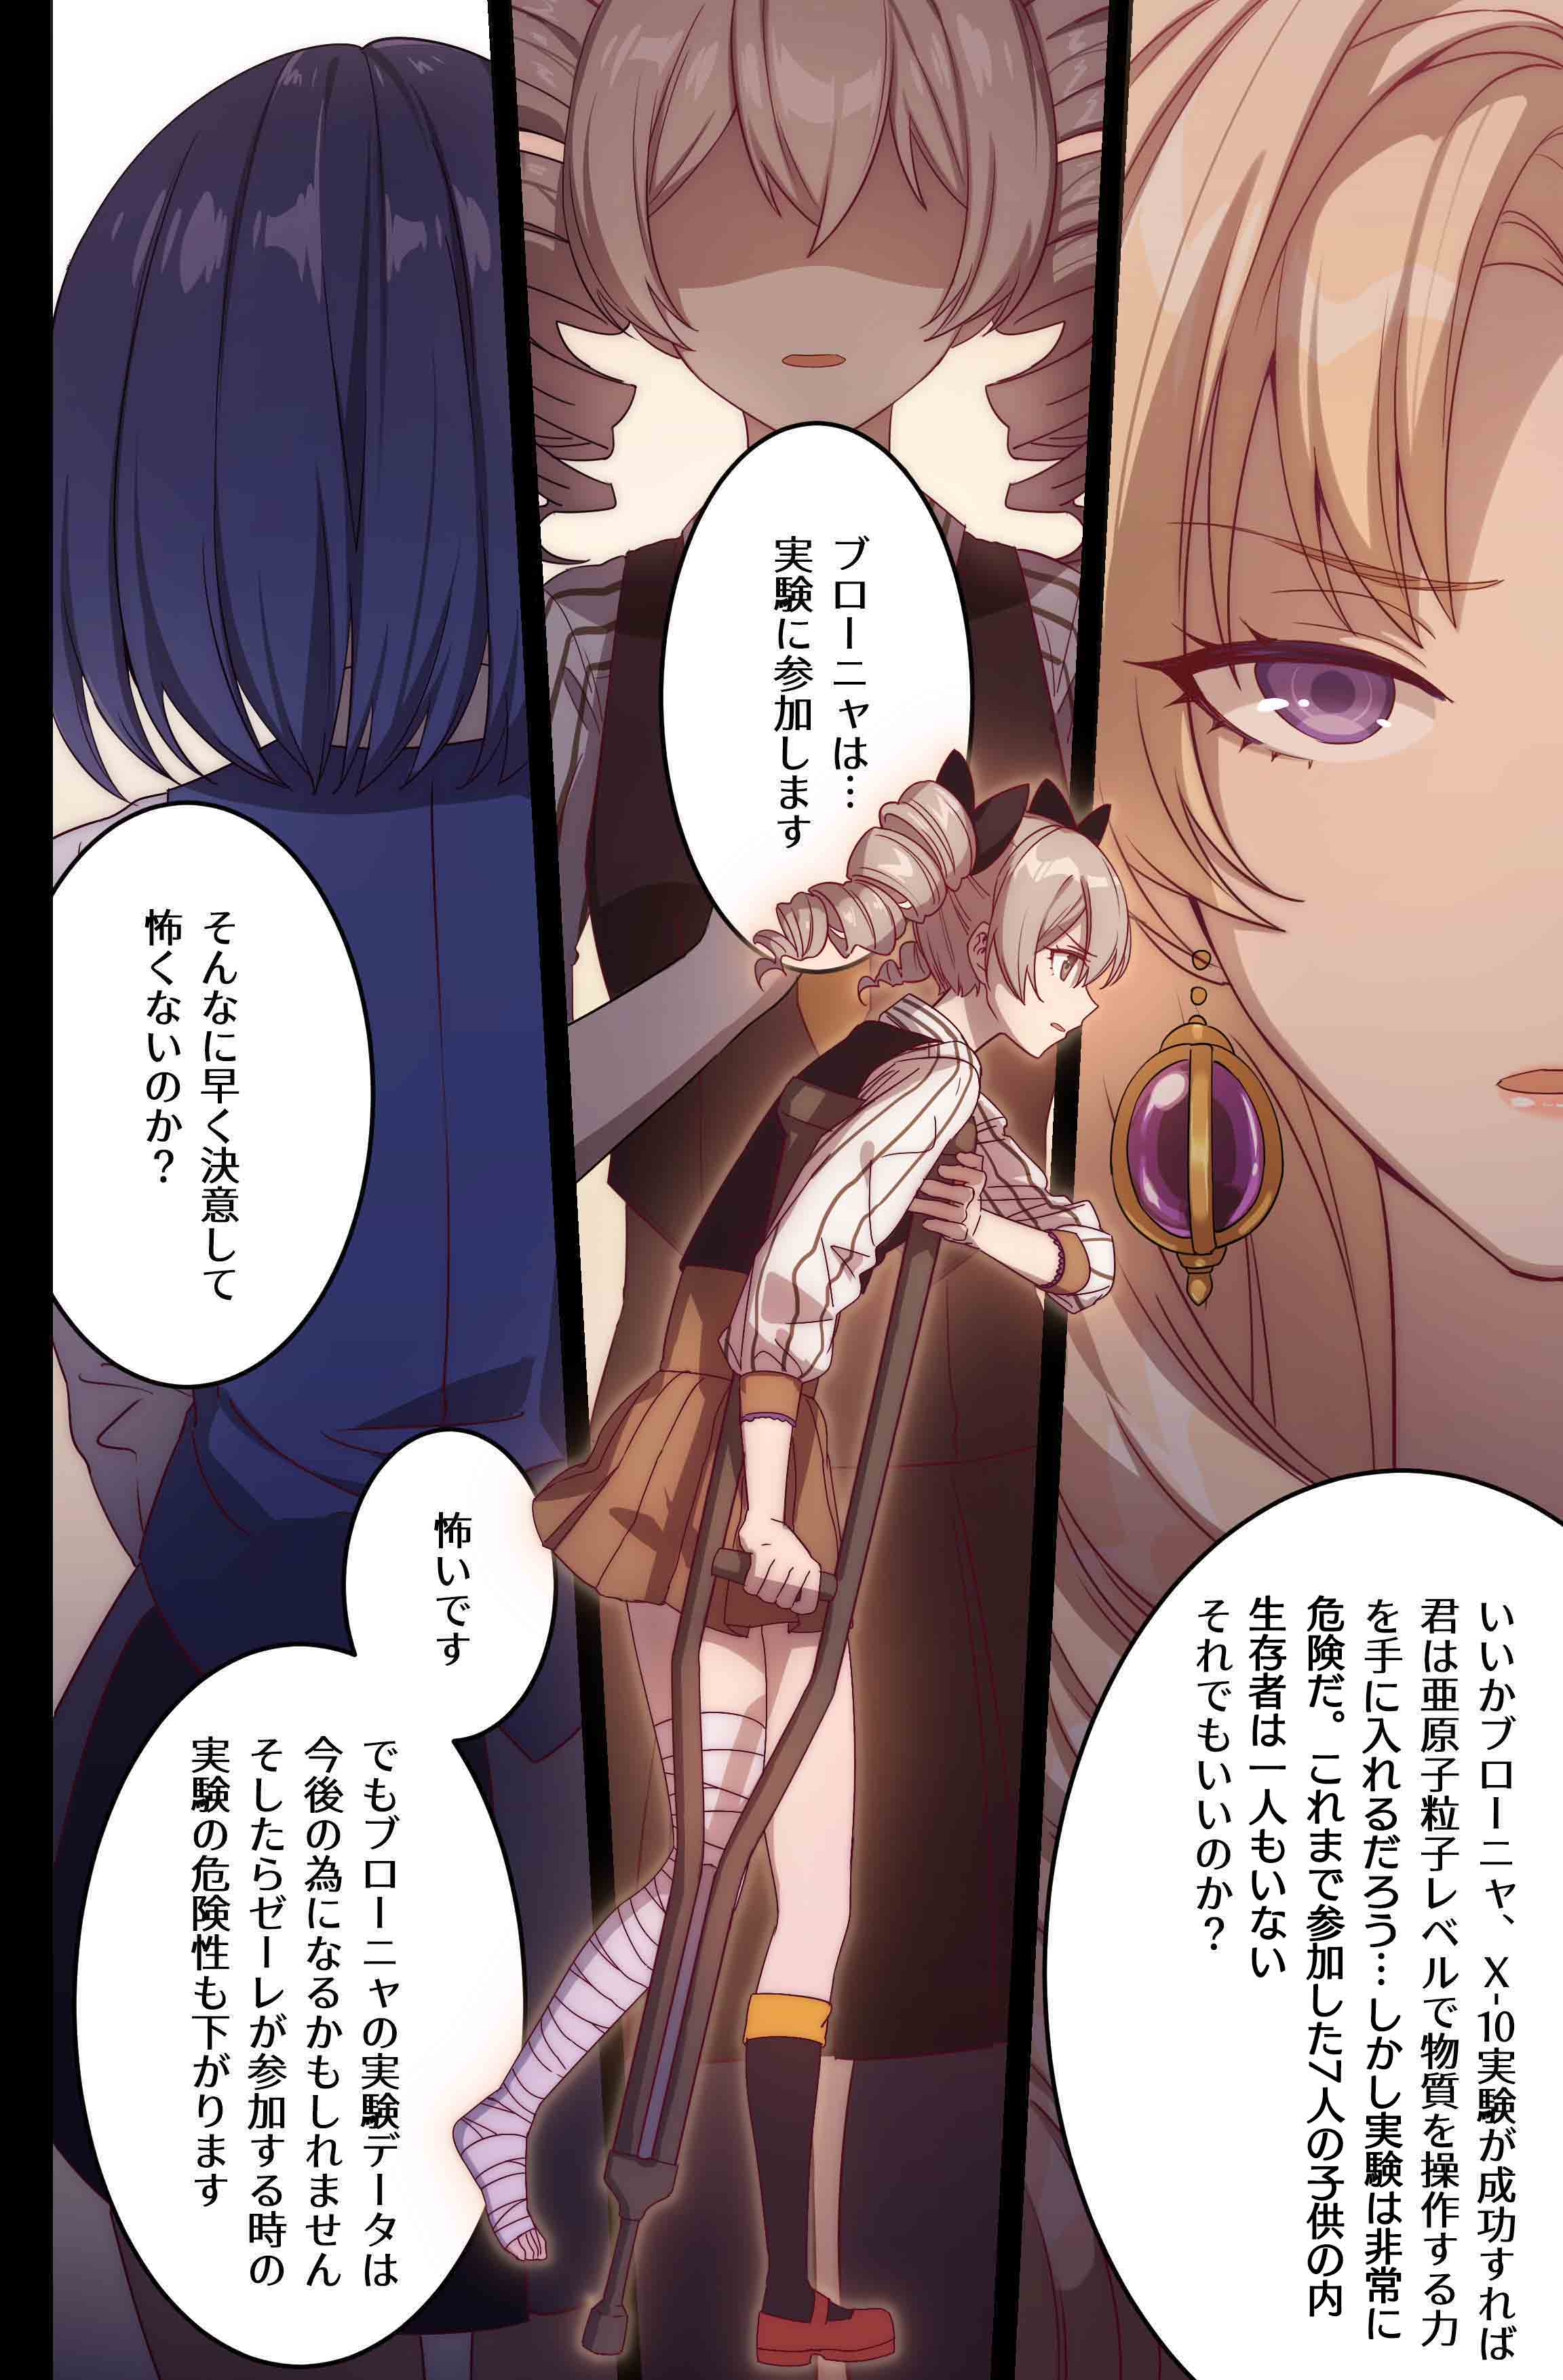 いいかブローニャ、X-10実験が成功すれば
君は亜原子粒子レベルで物質を操作する力
を手に入れるだろう…しかし実験は非常に
危険だ。これまで参加した7人の子供の内
生存者は一人もいない
それでもいいのか？
ブローニャは…
実験に参加します
そんなに早く決意して
怖くないのか？
怖いです
でもブローニャの実験データは
今後の為になるかもしれません
そしたらゼーレが参加する時の
実験の危険性も下がります